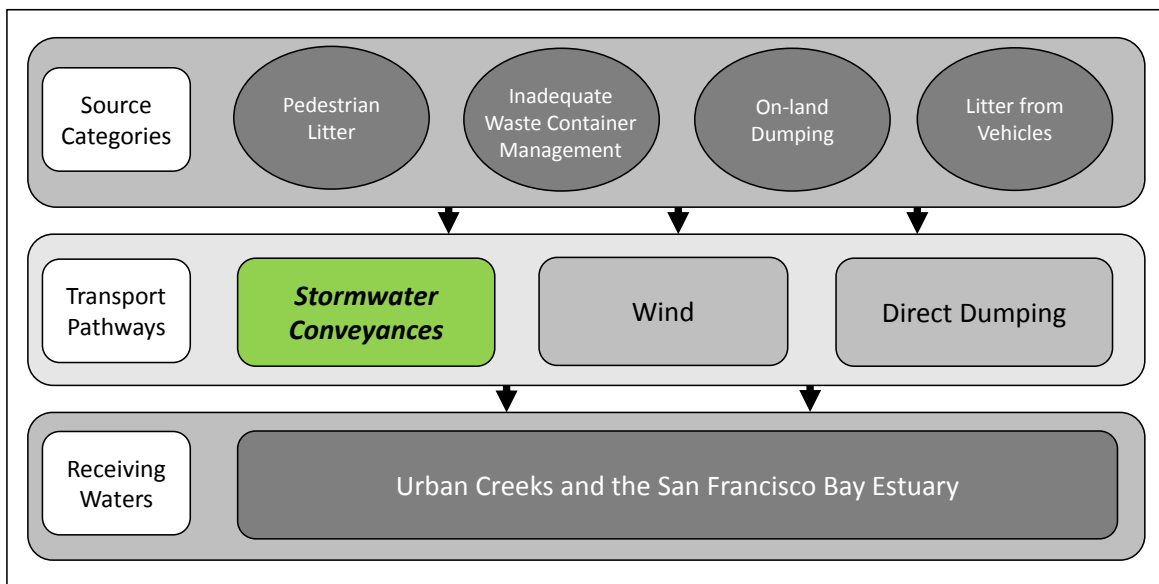 Source
Categories
Pedestrian
Litter
Inadequate
Waste Container
Management
On-land
Dumping
Litter from
Vehicles
Transport
Pathways
Stormwater
Conveyances
Wind
Direct Dumping
Receiving
Waters
Urban Creeks and the San Francisco Bay Estuary